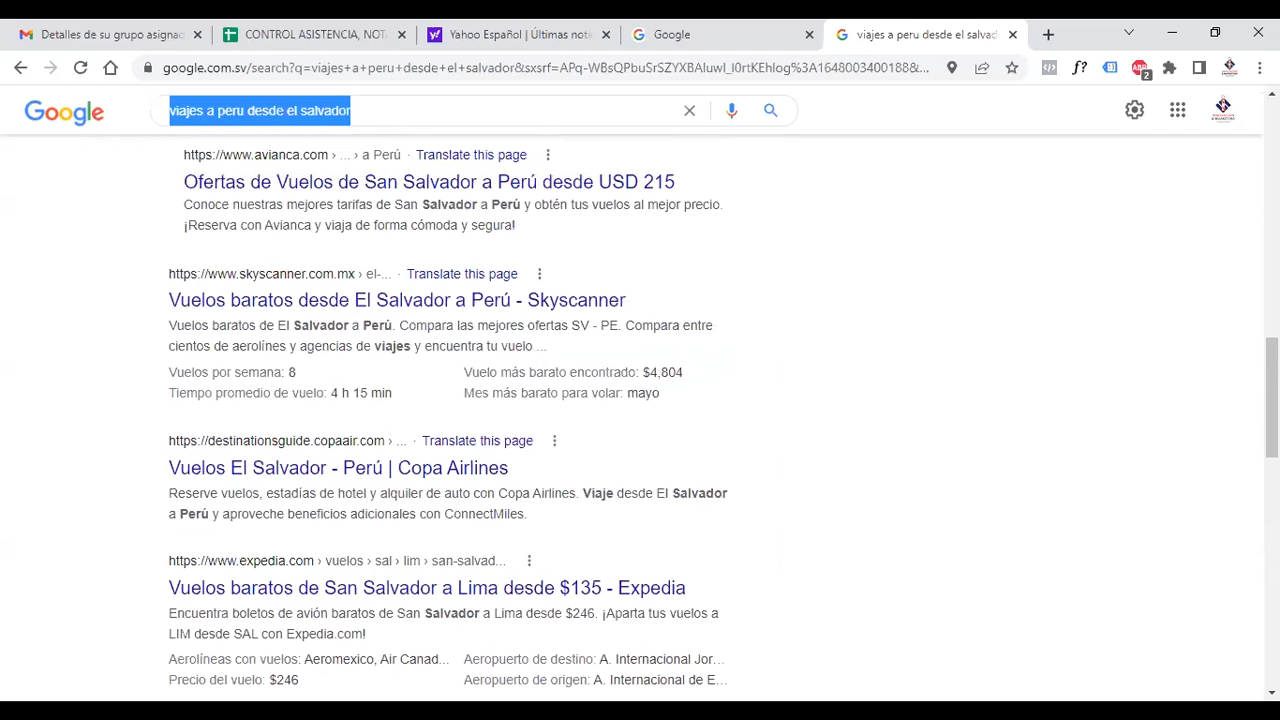 Detalles de su grupo asignac
CONTROL ASISTENCIA, NOT
Yahoo Español | Últimas noti
Google
viajes a peru desde el salvad
google.com.sv/search?q=viajes+a+peru+desde+el+salvador&sxsrf=APq-WBsQPbuSrSZYXBAluwI_I0rtKEhlog%3A1648003400188&...
2
Google
viajes a peru desde el salvador
https://www.avianca.com › ... › a Perú · Translate this page
Ofertas de Vuelos de San Salvador a Perú desde USD 215
Conoce nuestras mejores tarifas de San Salvador a Perú y obtén tus vuelos al mejor precio.
¡Reserva con Avianca y viaja de forma cómoda y segura!
https://www.skyscanner.com.mx › el-... · Translate this page
Vuelos baratos desde El Salvador a Perú - Skyscanner
Vuelos baratos de El Salvador a Perú. Compara las mejores ofertas SV - PE. Compara entre
cientos de aerolínes y agencias de viajes y encuentra tu vuelo ...
Vuelos por semana: 8
Vuelo más barato encontrado: $4,804
Tiempo promedio de vuelo: 4 h 15 min
Mes más barato para volar: mayo
https://destinationsguide.copaair.com › ... · Translate this page
Vuelos El Salvador - Perú | Copa Airlines
Reserve vuelos, estadías de hotel y alquiler de auto con Copa Airlines. Viaje desde El Salvador
a Perú y aproveche beneficios adicionales con ConnectMiles.
https://www.expedia.com › vuelos › sal › lim › san-salvad...
Vuelos baratos de San Salvador a Lima desde $135 - Expedia
Encuentra boletos de avión baratos de San Salvador a Lima desde $246. ¡Aparta tus vuelos a
LIM desde SAL con Expedia.com!
Aerolíneas con vuelos: Aeromexico, Air Canad...
Aeropuerto de destino: A. Internacional Jor...
Precio del vuelo: $246
Aeropuerto de origen: A. Internacional de E...